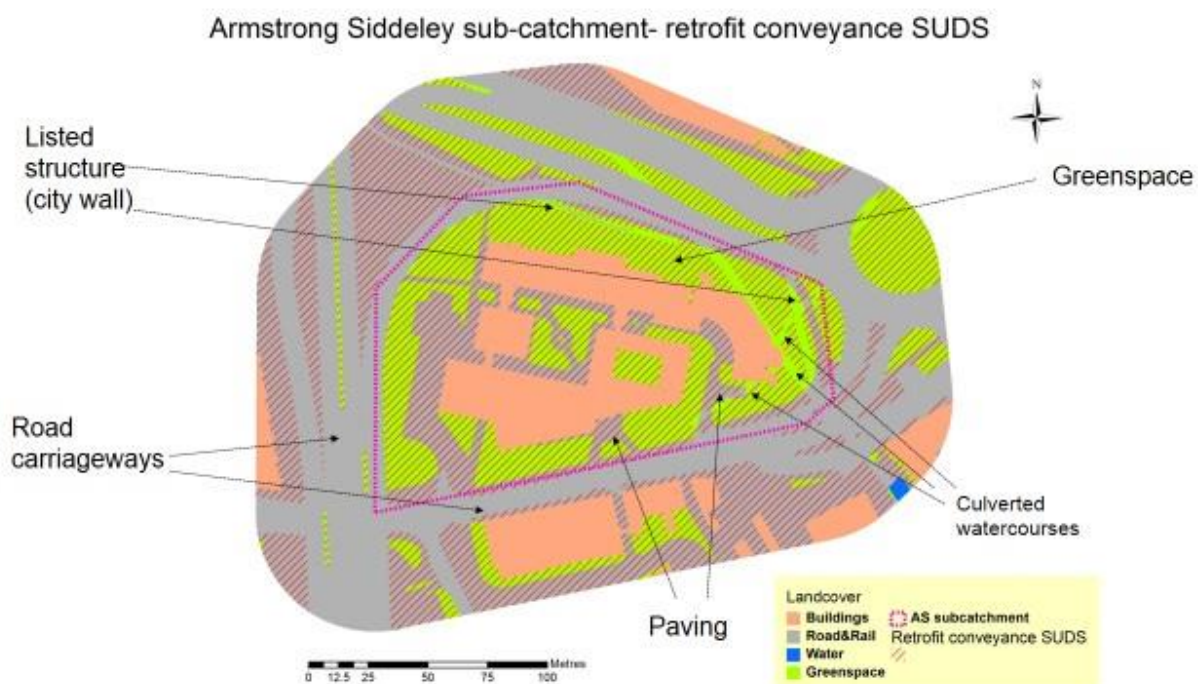 Armstrong Siddeley sub-catchment- retrofit conveyance SUDS
N
Listed
structure
(city wall)
Greenspace
Road
carriageways
Culverted
watercourses
Paving
Landcover
Buildings
Road&Rail
Water
Greenspace
AS subcatchment
Retrofit conveyance SUDS
Metres
0 12.5 25 50 75 100